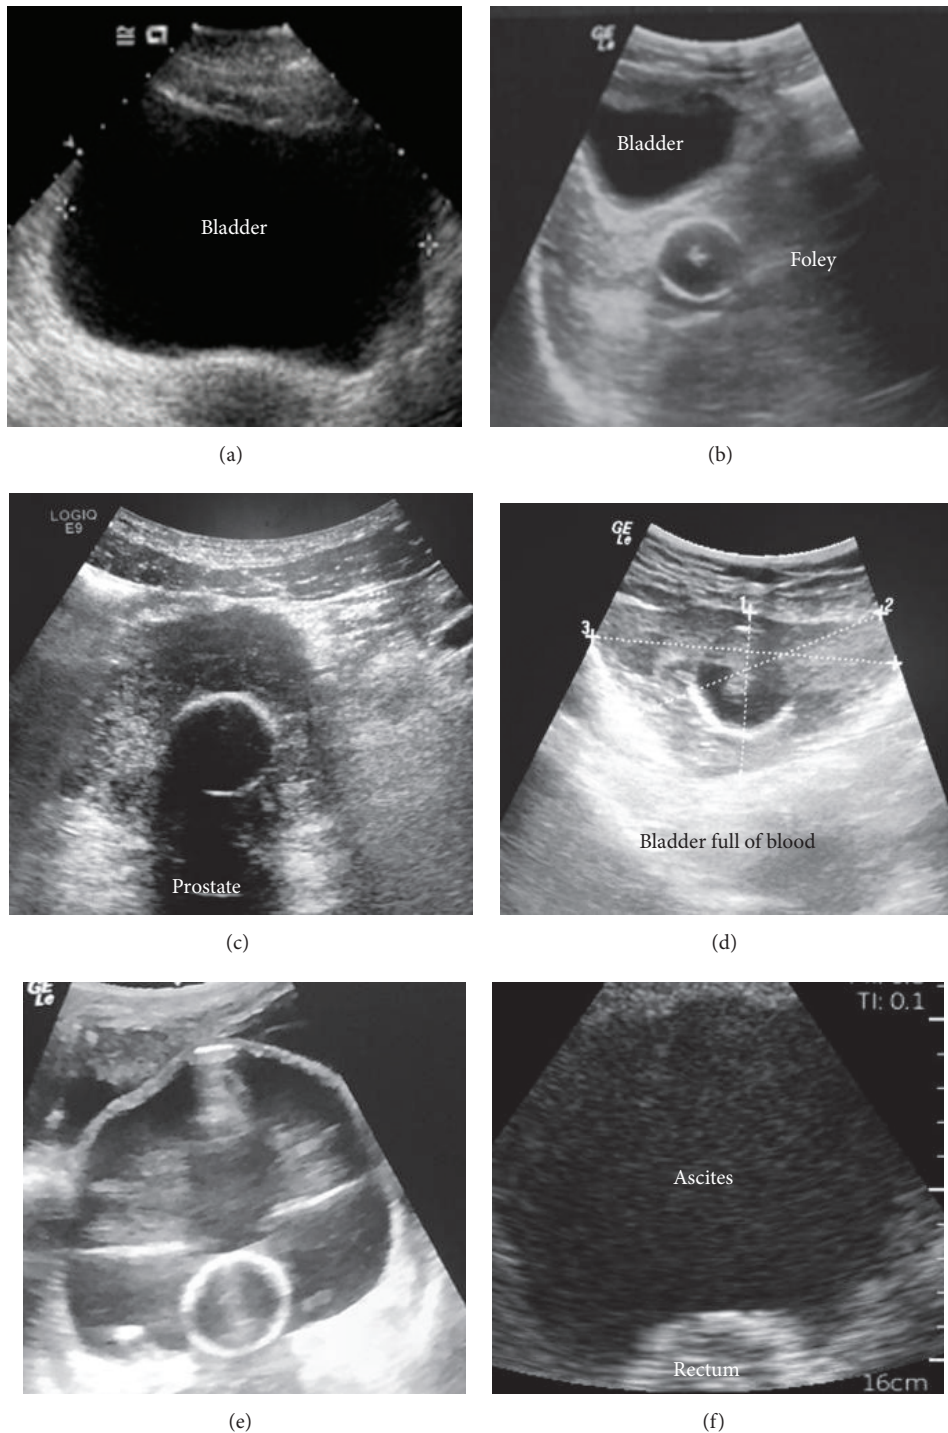 Bladder
(a)
GE
Le
Bladder
Foley
(b)
LOGIQ
E9
Prostate
(c)
GE
Le
1
2
3
Bladder full of blood
(d)
GE
Le
(e)
TI: 0.1
Ascites
Rectum
16cm
(f)